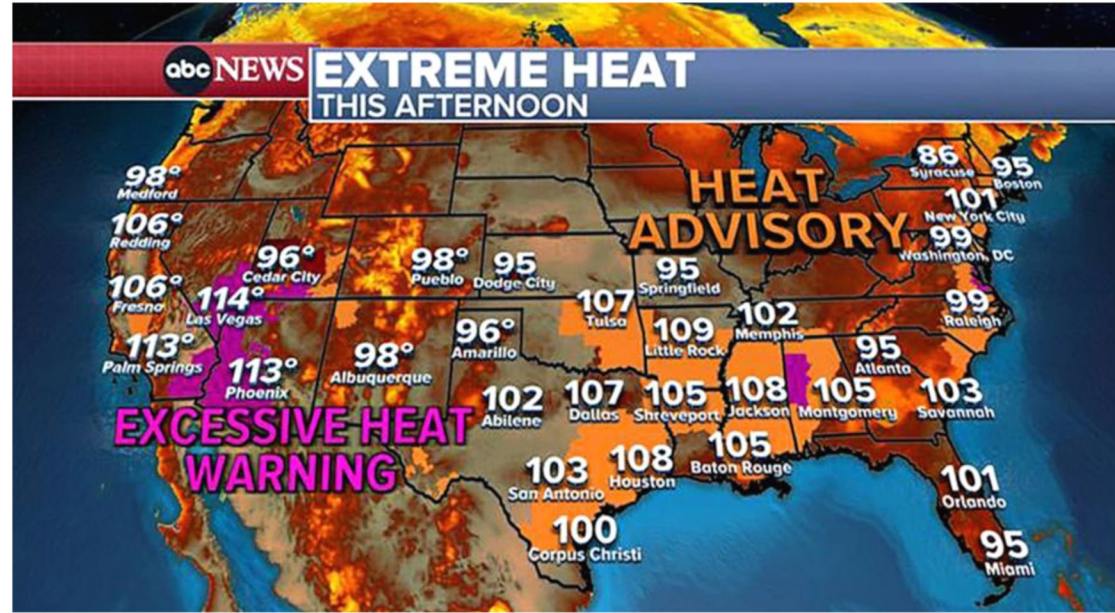 abc NEWS
EXTREME HEAT
THIS AFTERNOON
98°
Medford
106°
Redding
106°
Fresno
96°
Cedar City
114°
Las Vegas
113°
Palm Springs
113°
Phoenix
98°
Pueblo
95
Dodge City
96°
Amarillo
98°
Albuquerque
HEAT
ADVISORY
86
Syracuse
95
Boston
101
New York City
99
Washington, DC
95
Springfield
107
Tulsa
109
Little Rock
102
Memphis
99
Raleigh
95
Atlanta
102
Abilene
107
Dallas
105
Shreveport
108
Jackson
105
Montgomery
103
Savannah
EXCESSIVE HEAT
WARNING
103
San Antonio
108
Houston
105
Baton Rouge
100
Corpus Christi
101
Orlando
95
Miami